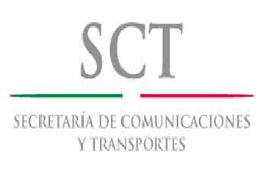 SCT
SECRETARÍA DE COMUNICACIONES
Y TRANSPORTES